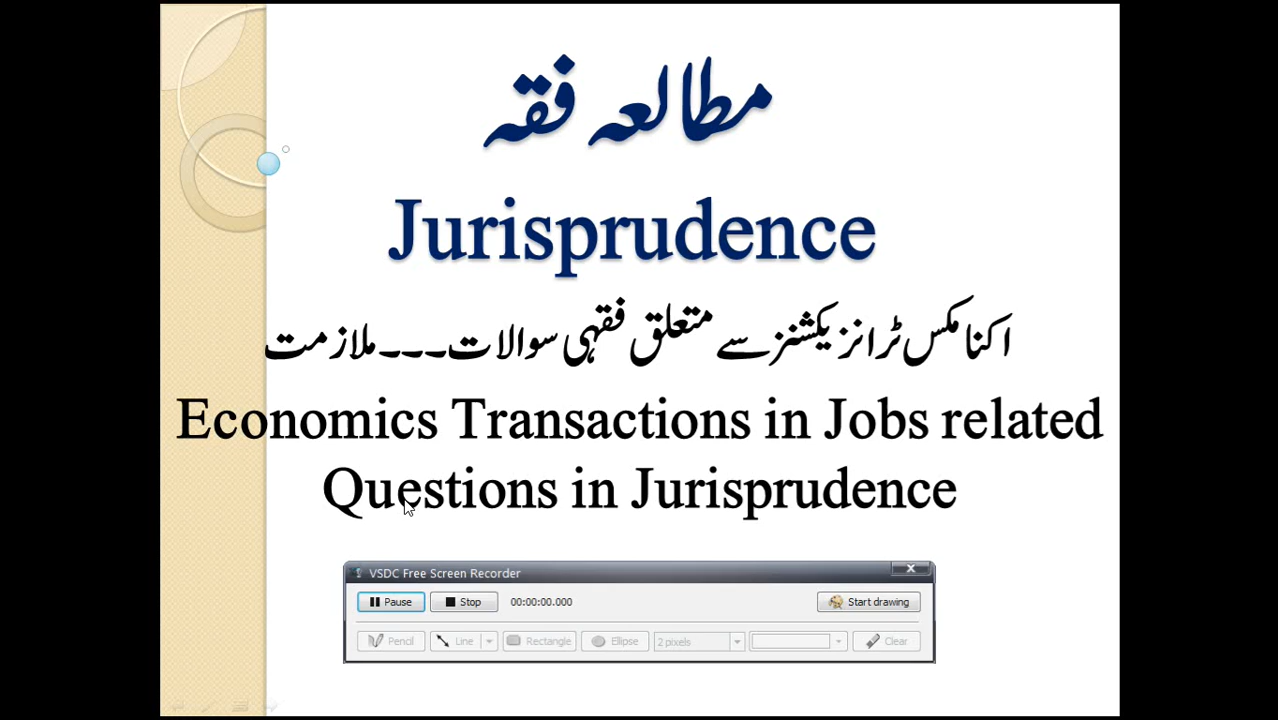 مطالعہ فقہ
Jurisprudence
اکنامکس ٹرانزیکشنز سے متعلق فقہی سوالات۔۔۔ملازمت
Economics Transactions in Jobs related
Questions in Jurisprudence
VSDC Free Screen Recorder
Pause Stop 00:00:00.000 Start drawing
Pencil Line Rectangle Ellipse 2 pixels Clear